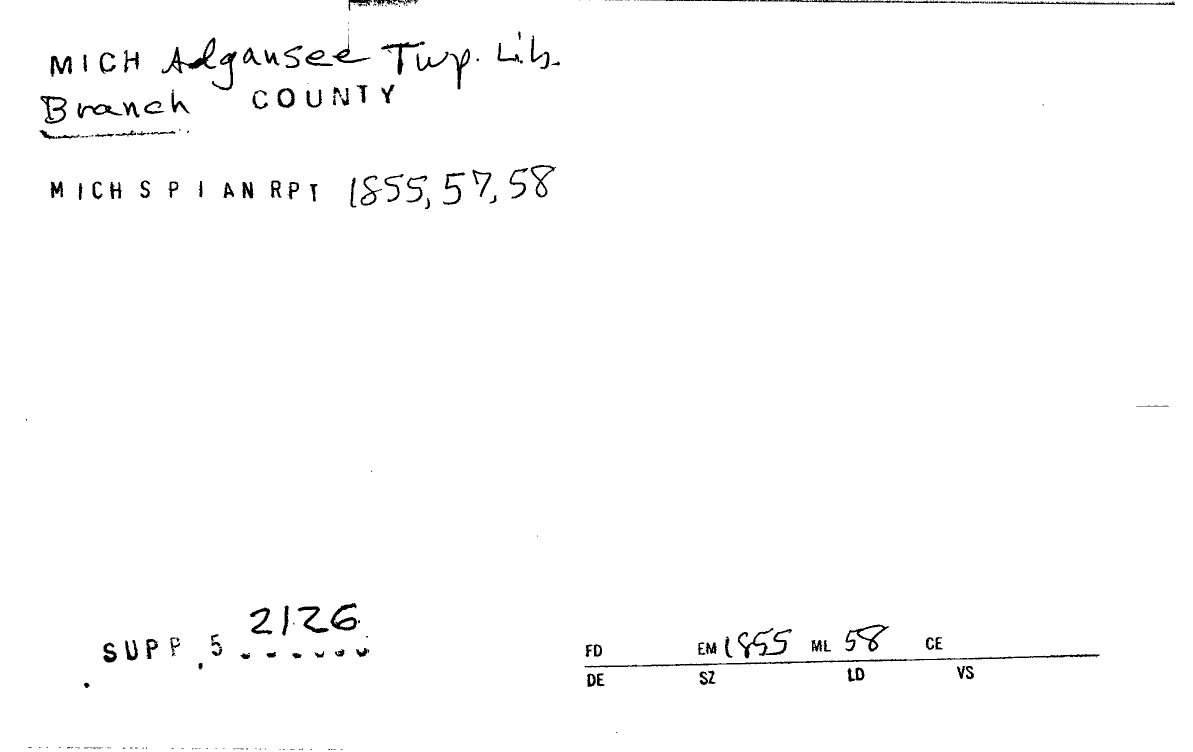 MICH Adgansee Twp. Lib.
Branch COUNTY
MICH S P I AN RPT 1855, 57, 58
2126
SUPP. 5
FD EM 1855 ML 58 CE
DE SZ LD VS